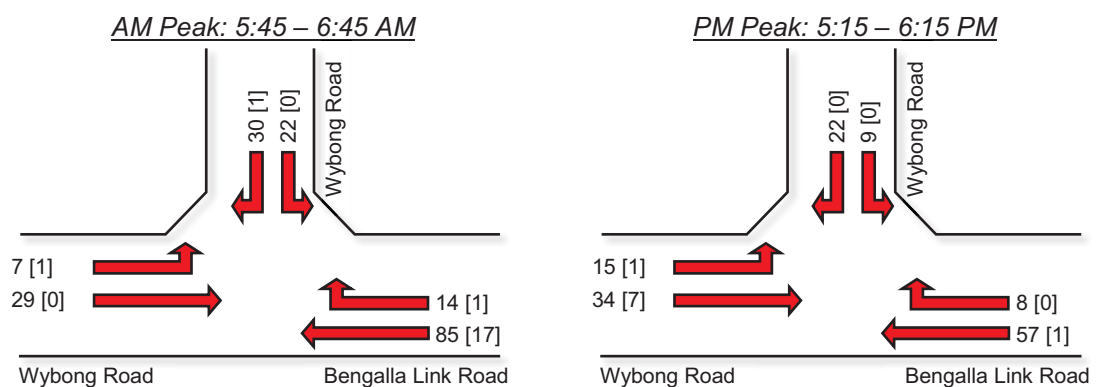 AM Peak: 5:45 – 6:45 AM
Wybong Road
30 [1]
22 [0]
7 [1]
29 [0]
14 [1]
85 [17]
Wybong Road
Bengalla Link Road
PM Peak: 5:15 – 6:15 PM
Wybong Road
22 [0]
9 [0]
15 [1]
34 [7]
8 [0]
57 [1]
Wybong Road
Bengalla Link Road